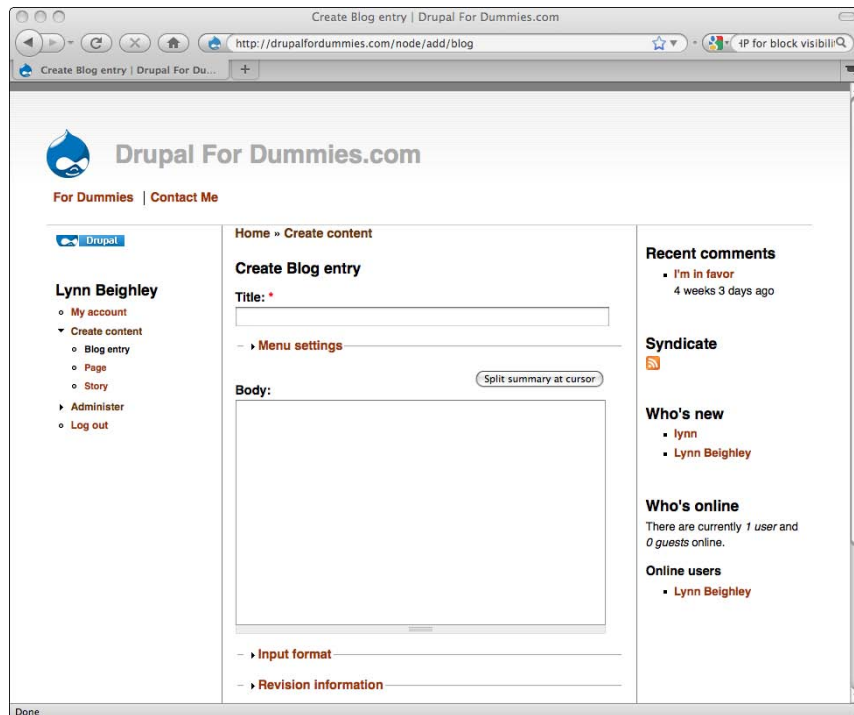 Create Blog entry | Drupal For Dummies.com
http://drupalfordummies.com/node/add/blog
HP for block visibili
Create Blog entry | Drupal For Du...
Drupal For Dummies.com
For Dummies | Contact Me
Drupal
Lynn Beighley
My account
Create content
Blog entry
Page
Story
Administer
Log out
Home » Create content
Create Blog entry
Title: *
Menu settings
Split summary at cursor
Body:
Input format
Revision information
Recent comments
I'm in favor
4 weeks 3 days ago
Syndicate
Who's new
lynn
Lynn Beighley
Who's online
There are currently 1 user and
0 guests online.
Online users
Lynn Beighley
Done